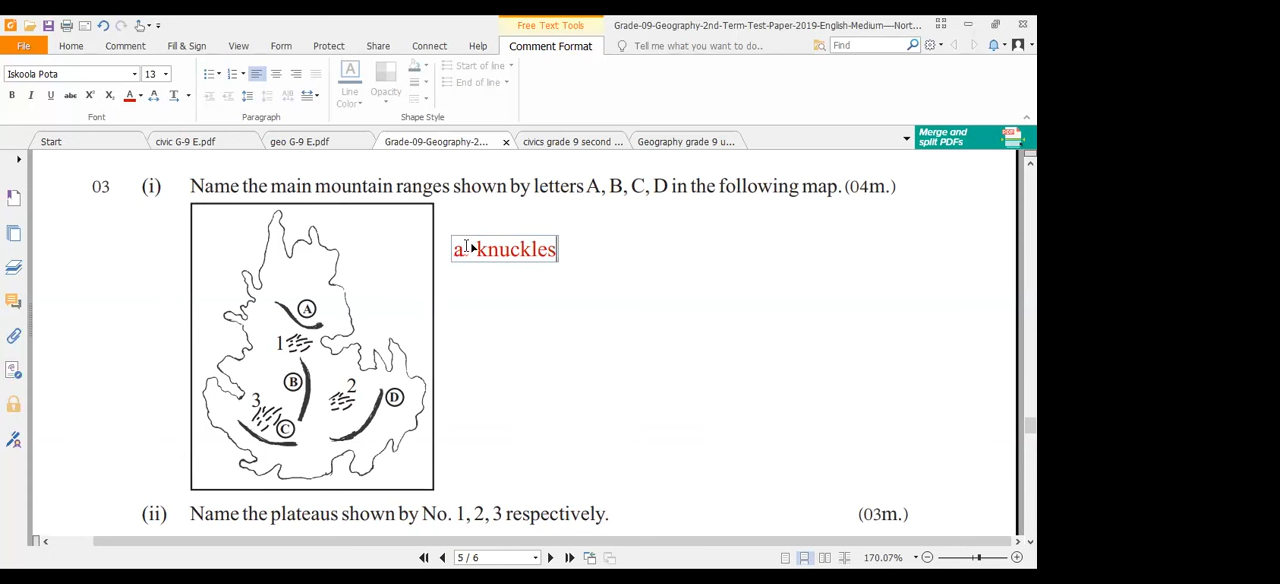 Free Text Tools
Grade-09-Geography-2nd-Term-Test-Paper-2019-English-Medium—Nort...
File Home Comment Fill & Sign View Form Protect Share Connect Help Comment Format Tell me what you want to do.. Find
Iskoola Pota 13
Start of line
End of line
B I U abc X² X₂ A A T
Line Color Opacity
Font Paragraph Shape Style
Start civic G-9 E.pdf geo G-9 E.pdf Grade-09-Geography-2... civics grade 9 second ... Geography grade 9 u...
Merge and split PDFs
03 (i) Name the main mountain ranges shown by letters A, B, C, D in the following map. (04m.)
a. knuckles
A
1
B
2
D
3
C
(ii) Name the plateaus shown by No. 1, 2, 3 respectively. (03m.)
5 / 6
170.07%